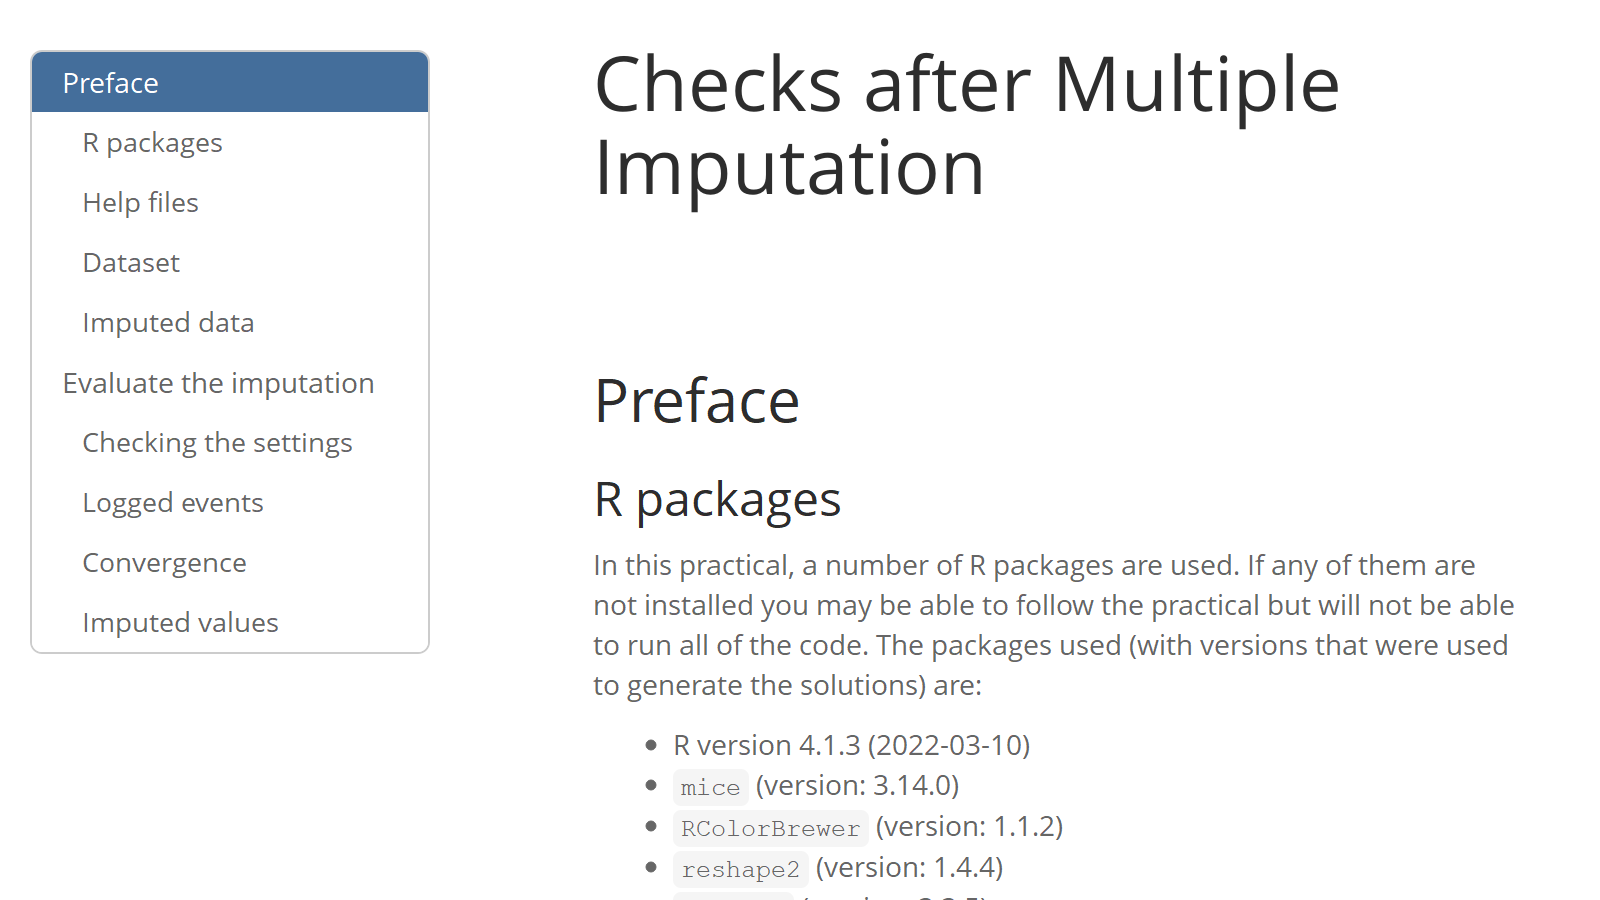 Preface
R packages
Help files
Dataset
Imputed data
Evaluate the imputation
Checking the settings
Logged events
Convergence
Imputed values
Checks after Multiple
Imputation
Preface
R packages
In this practical, a number of R packages are used. If any of them are
not installed you may be able to follow the practical but will not be able
to run all of the code. The packages used (with versions that were used
to generate the solutions) are:
R version 4.1.3 (2022-03-10)
mice (version: 3.14.0)
RColorBrewer (version: 1.1.2)
reshape2 (version: 1.4.4)